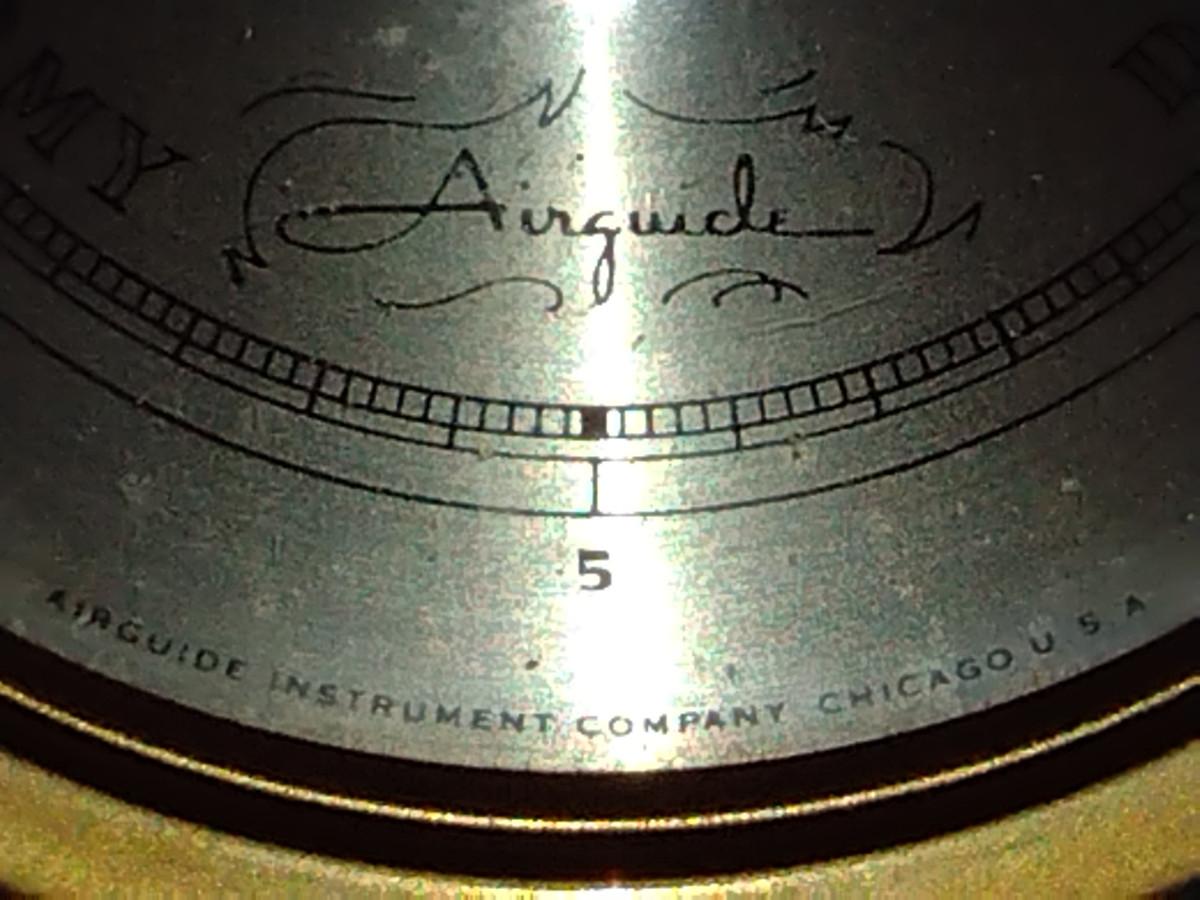 MY
D
Airguide
5
AIRGUIDE INSTRUMENT COMPANY CHICAGO U.S.A